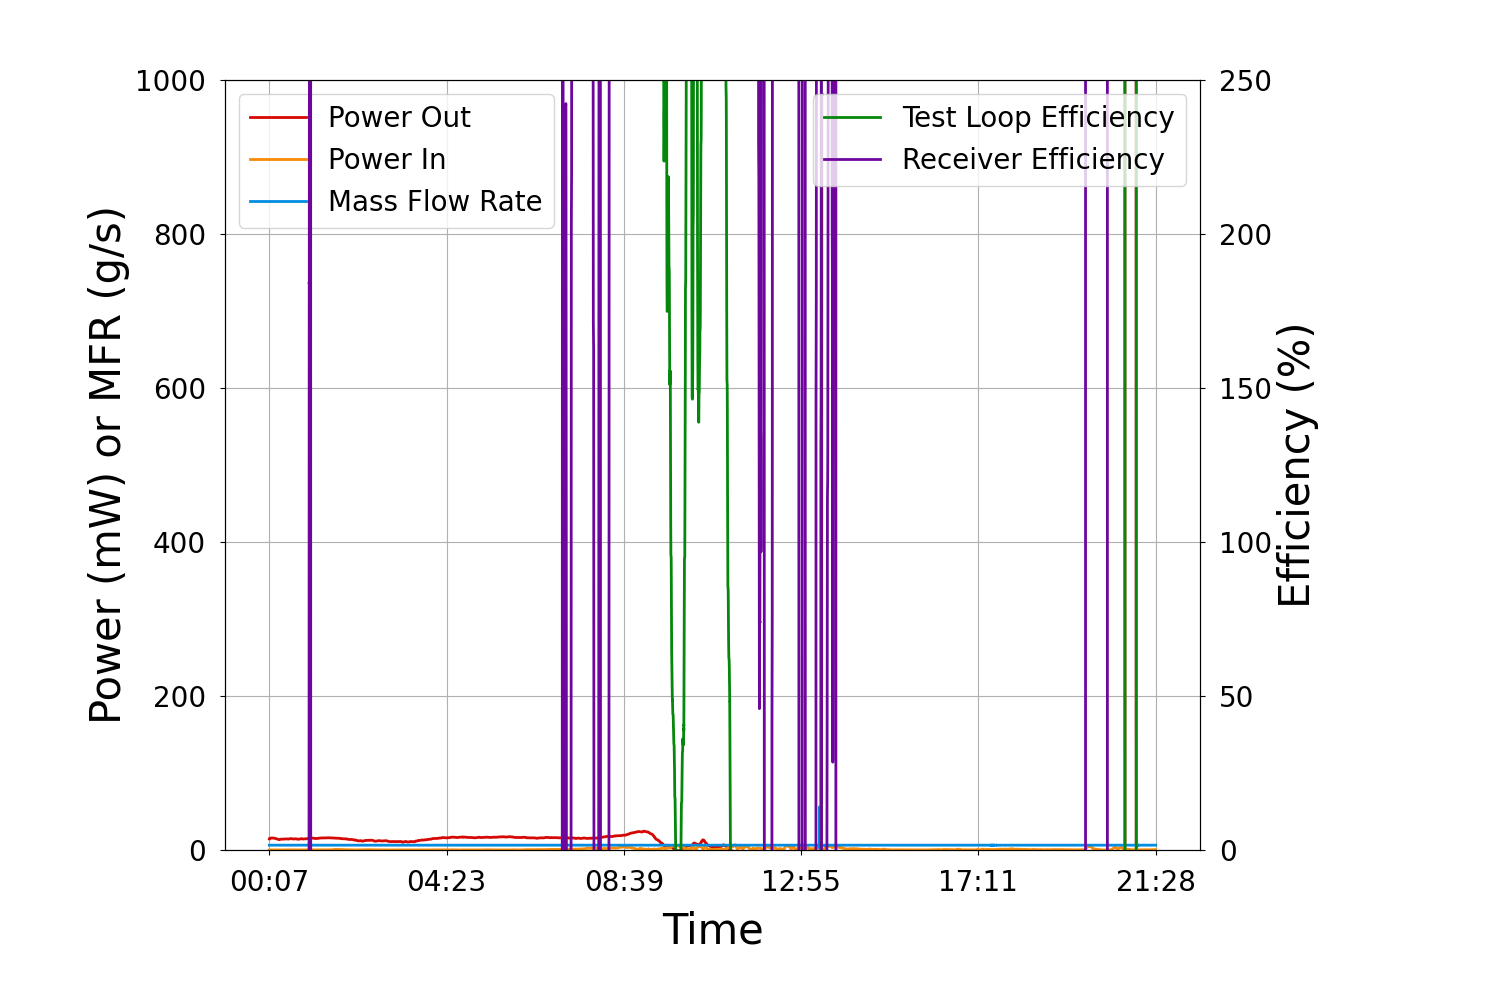 1000
800
600
400
200
0
Power (mW) or MFR (g/s)
Power Out
Power In
Mass Flow Rate
Test Loop Efficiency
Receiver Efficiency
250
200
150
100
50
0
Efficiency (%)
00:07 04:23 08:39 12:55 17:11 21:28
Time